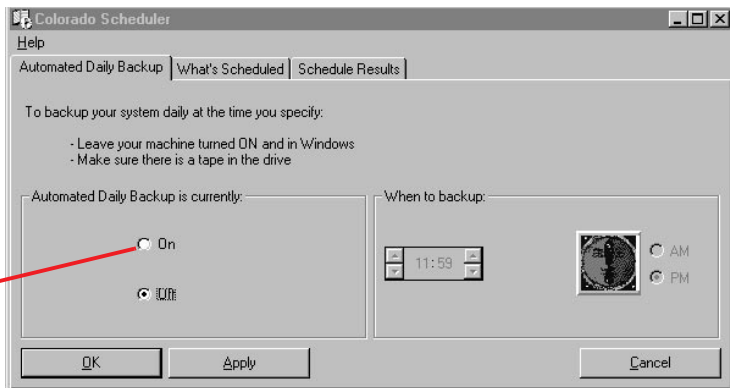 Colorado Scheduler
Help
Automated Daily Backup What's Scheduled Schedule Results
To backup your system daily at the time you specify:
- Leave your machine turned ON and in Windows
- Make sure there is a tape in the drive
Automated Daily Backup is currently:
On
Off
When to backup:
11:59
AM
PM
OK Apply Cancel